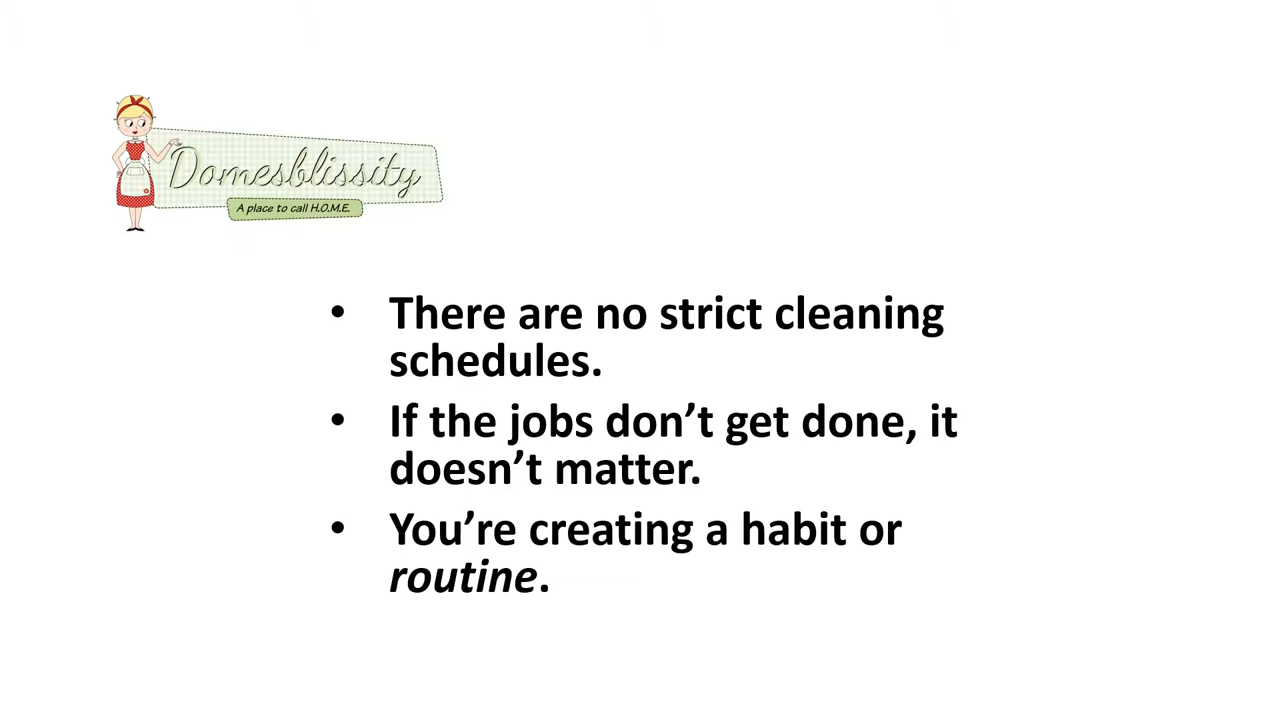 Domesblissity
A place to call H.O.M.E.
• There are no strict cleaning
schedules.
• If the jobs don’t get done, it
doesn’t matter.
• You’re creating a habit or
routine.